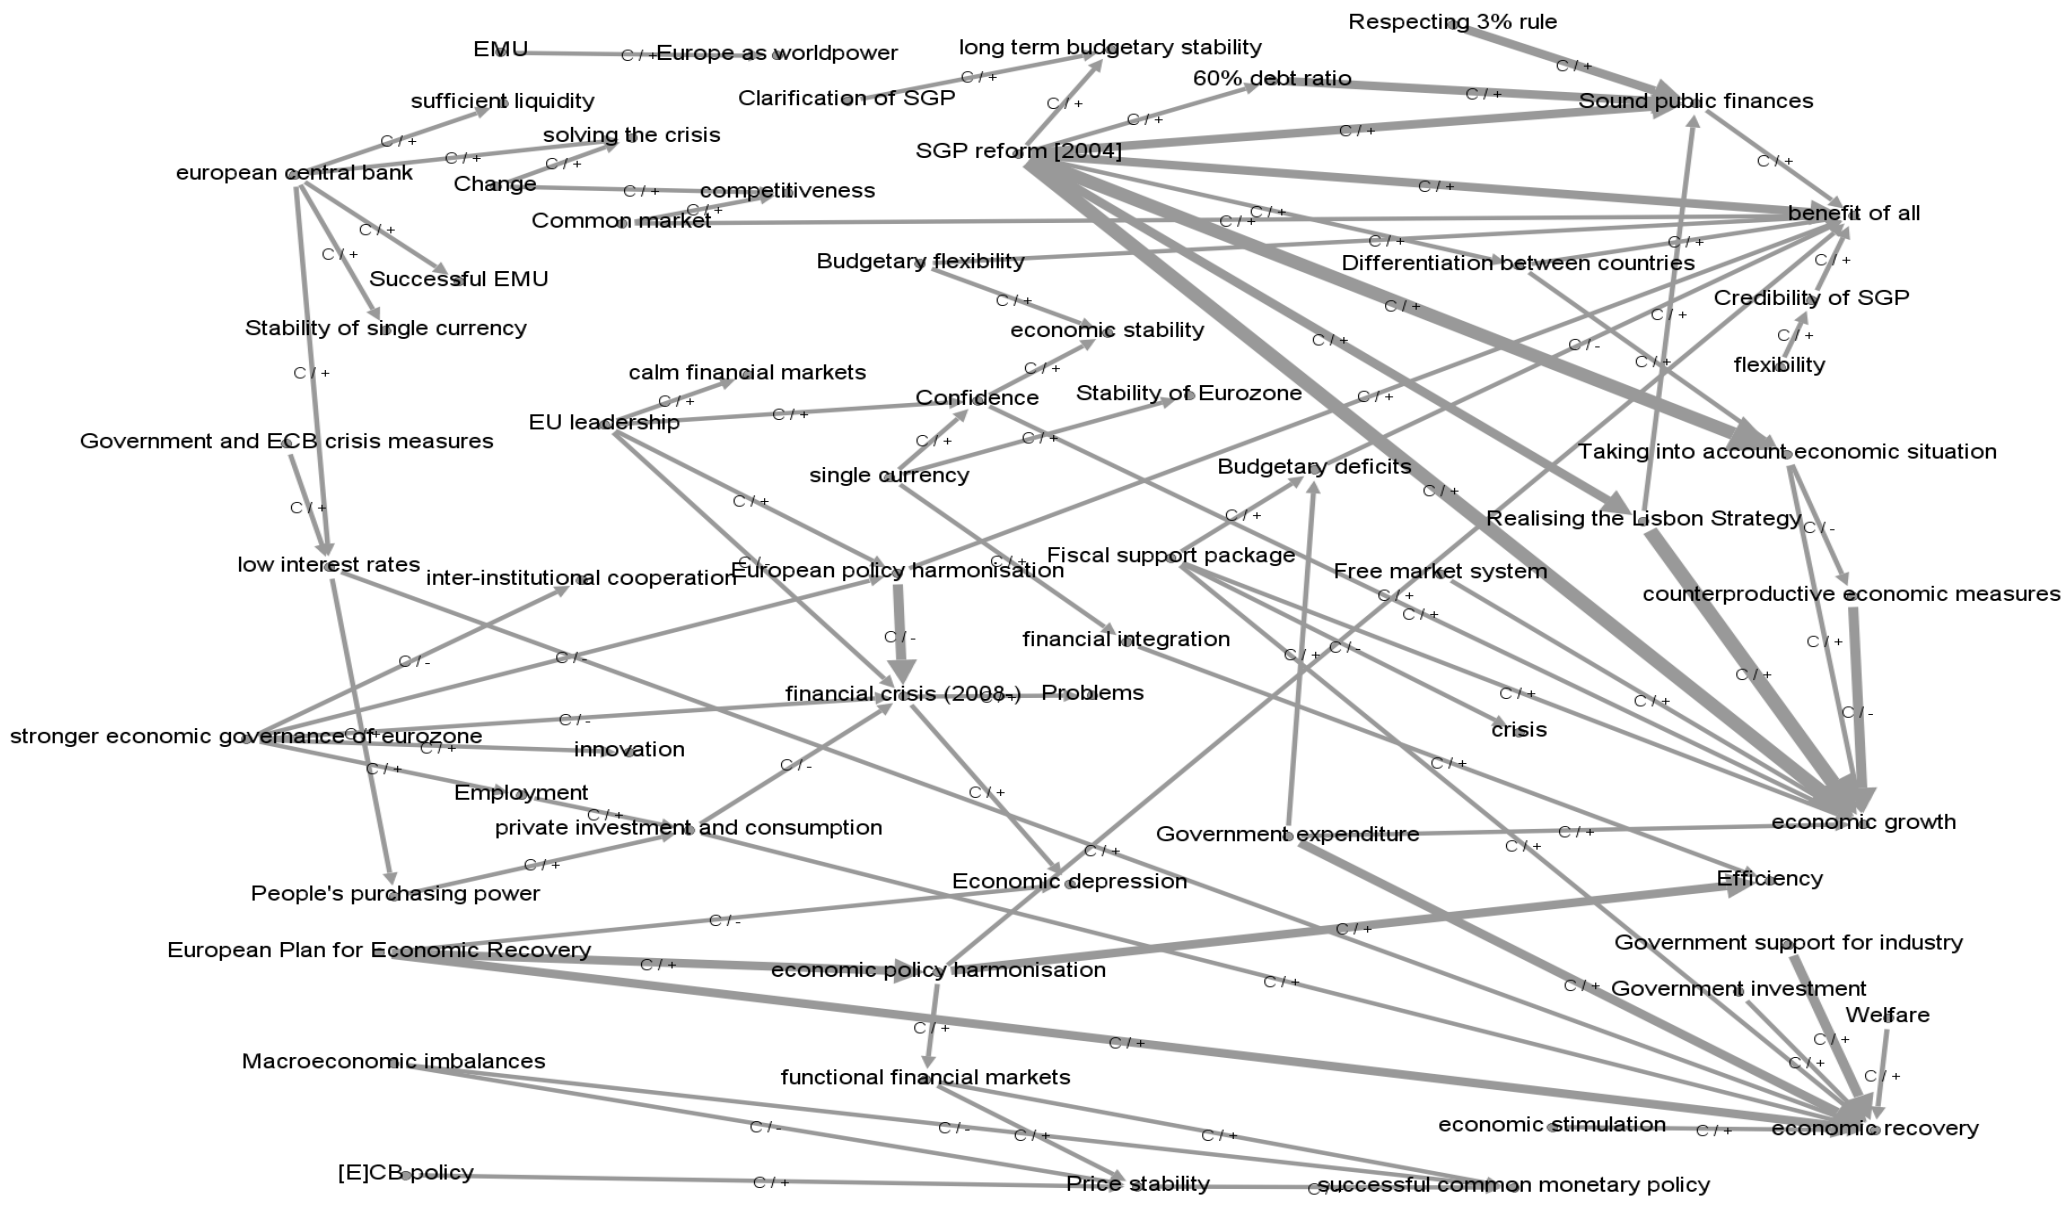 Respecting 3% rule
EMU
C / +
Europe as worldpower
long term budgetary stability
C / +
C / +
60% debt ratio
sufficient liquidity
Clarification of SGP
C / +
C / +
Sound public finances
C / +
C / +
solving the crisis
C / +
C / +
SGP reform [2004]
C / +
C / +
C / +
european central bank
Change
C / +
competitiveness
C / +
C / +
Common market
C / +
C / +
benefit of all
C / +
C / +
C / +
C / +
Budgetary flexibility
Differentiation between countries
C / +
Successful EMU
C / +
Credibility of SGP
C / +
Stability of single currency
economic stability
C / +
C / +
C / +
C / -
C / +
flexibility
C / +
calm financial markets
C / +
C / +
Confidence
Stability of Eurozone
C / +
C / +
EU leadership
C / +
Government and ECB crisis measures
C / +
C / +
Taking into account economic situation
single currency
Budgetary deficits
C / +
C / +
C / +
C / +
Realising the Lisbon Strategy
C / -
low interest rates
inter-institutional cooperation
European policy harmonisation
C / +
Fiscal support package
Free market system
C / +
counterproductive economic measures
C / +
C / -
financial integration
C / +
C / -
C / -
C / +
C / -
C / +
financial crisis (2008-)
Problems
C / +
C / +
C / +
C / -
stronger economic governance of eurozone
C / -
C / +
innovation
crisis
C / +
C / -
C / +
Employment
C / +
C / +
private investment and consumption
Government expenditure
C / +
economic growth
C / +
C / +
C / +
People's purchasing power
Economic depression
Efficiency
C / -
C / +
European Plan for Economic Recovery
C / +
economic policy harmonisation
Government support for industry
C / +
C / +
Government investment
Welfare
C / +
C / +
C / +
Macroeconomic imbalances
functional financial markets
C / +
C / +
C / -
C / -
C / +
C / +
economic stimulation
C / +
economic recovery
[E]CB policy
C / +
Price stability
successful common monetary policy